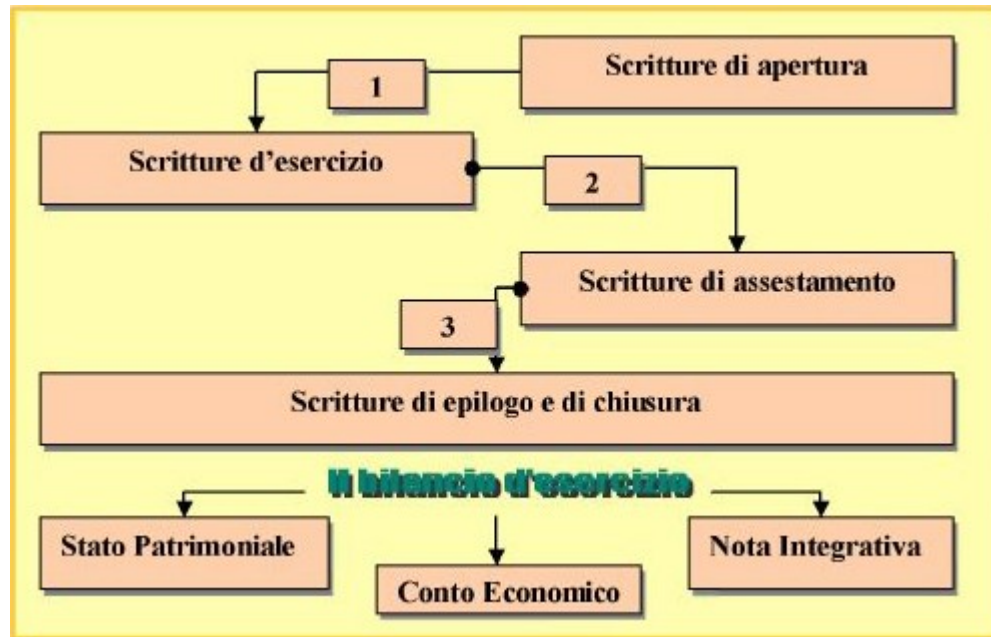 Scritture di apertura
1
Scritture d’esercizio
2
Scritture di assestamento
3
Scritture di epilogo e di chiusura
Il bilancio d'esercizio
Stato Patrimoniale
Nota Integrativa
Conto Economico